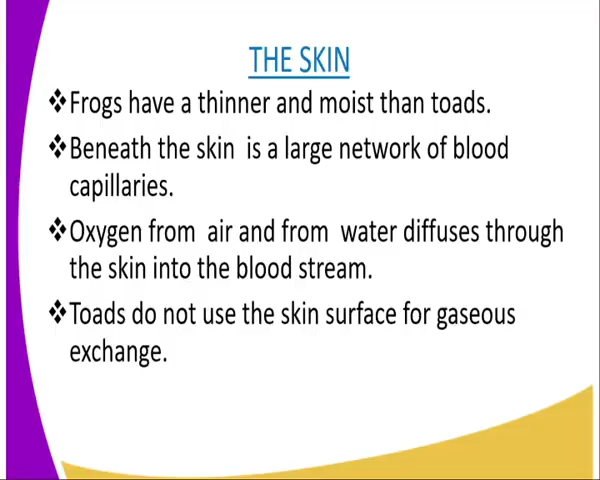 THE SKIN
❖Frogs have a thinner and moist than toads.
❖Beneath the skin is a large network of blood
capillaries.
❖Oxygen from air and from water diffuses through
the skin into the blood stream.
❖Toads do not use the skin surface for gaseous
exchange.